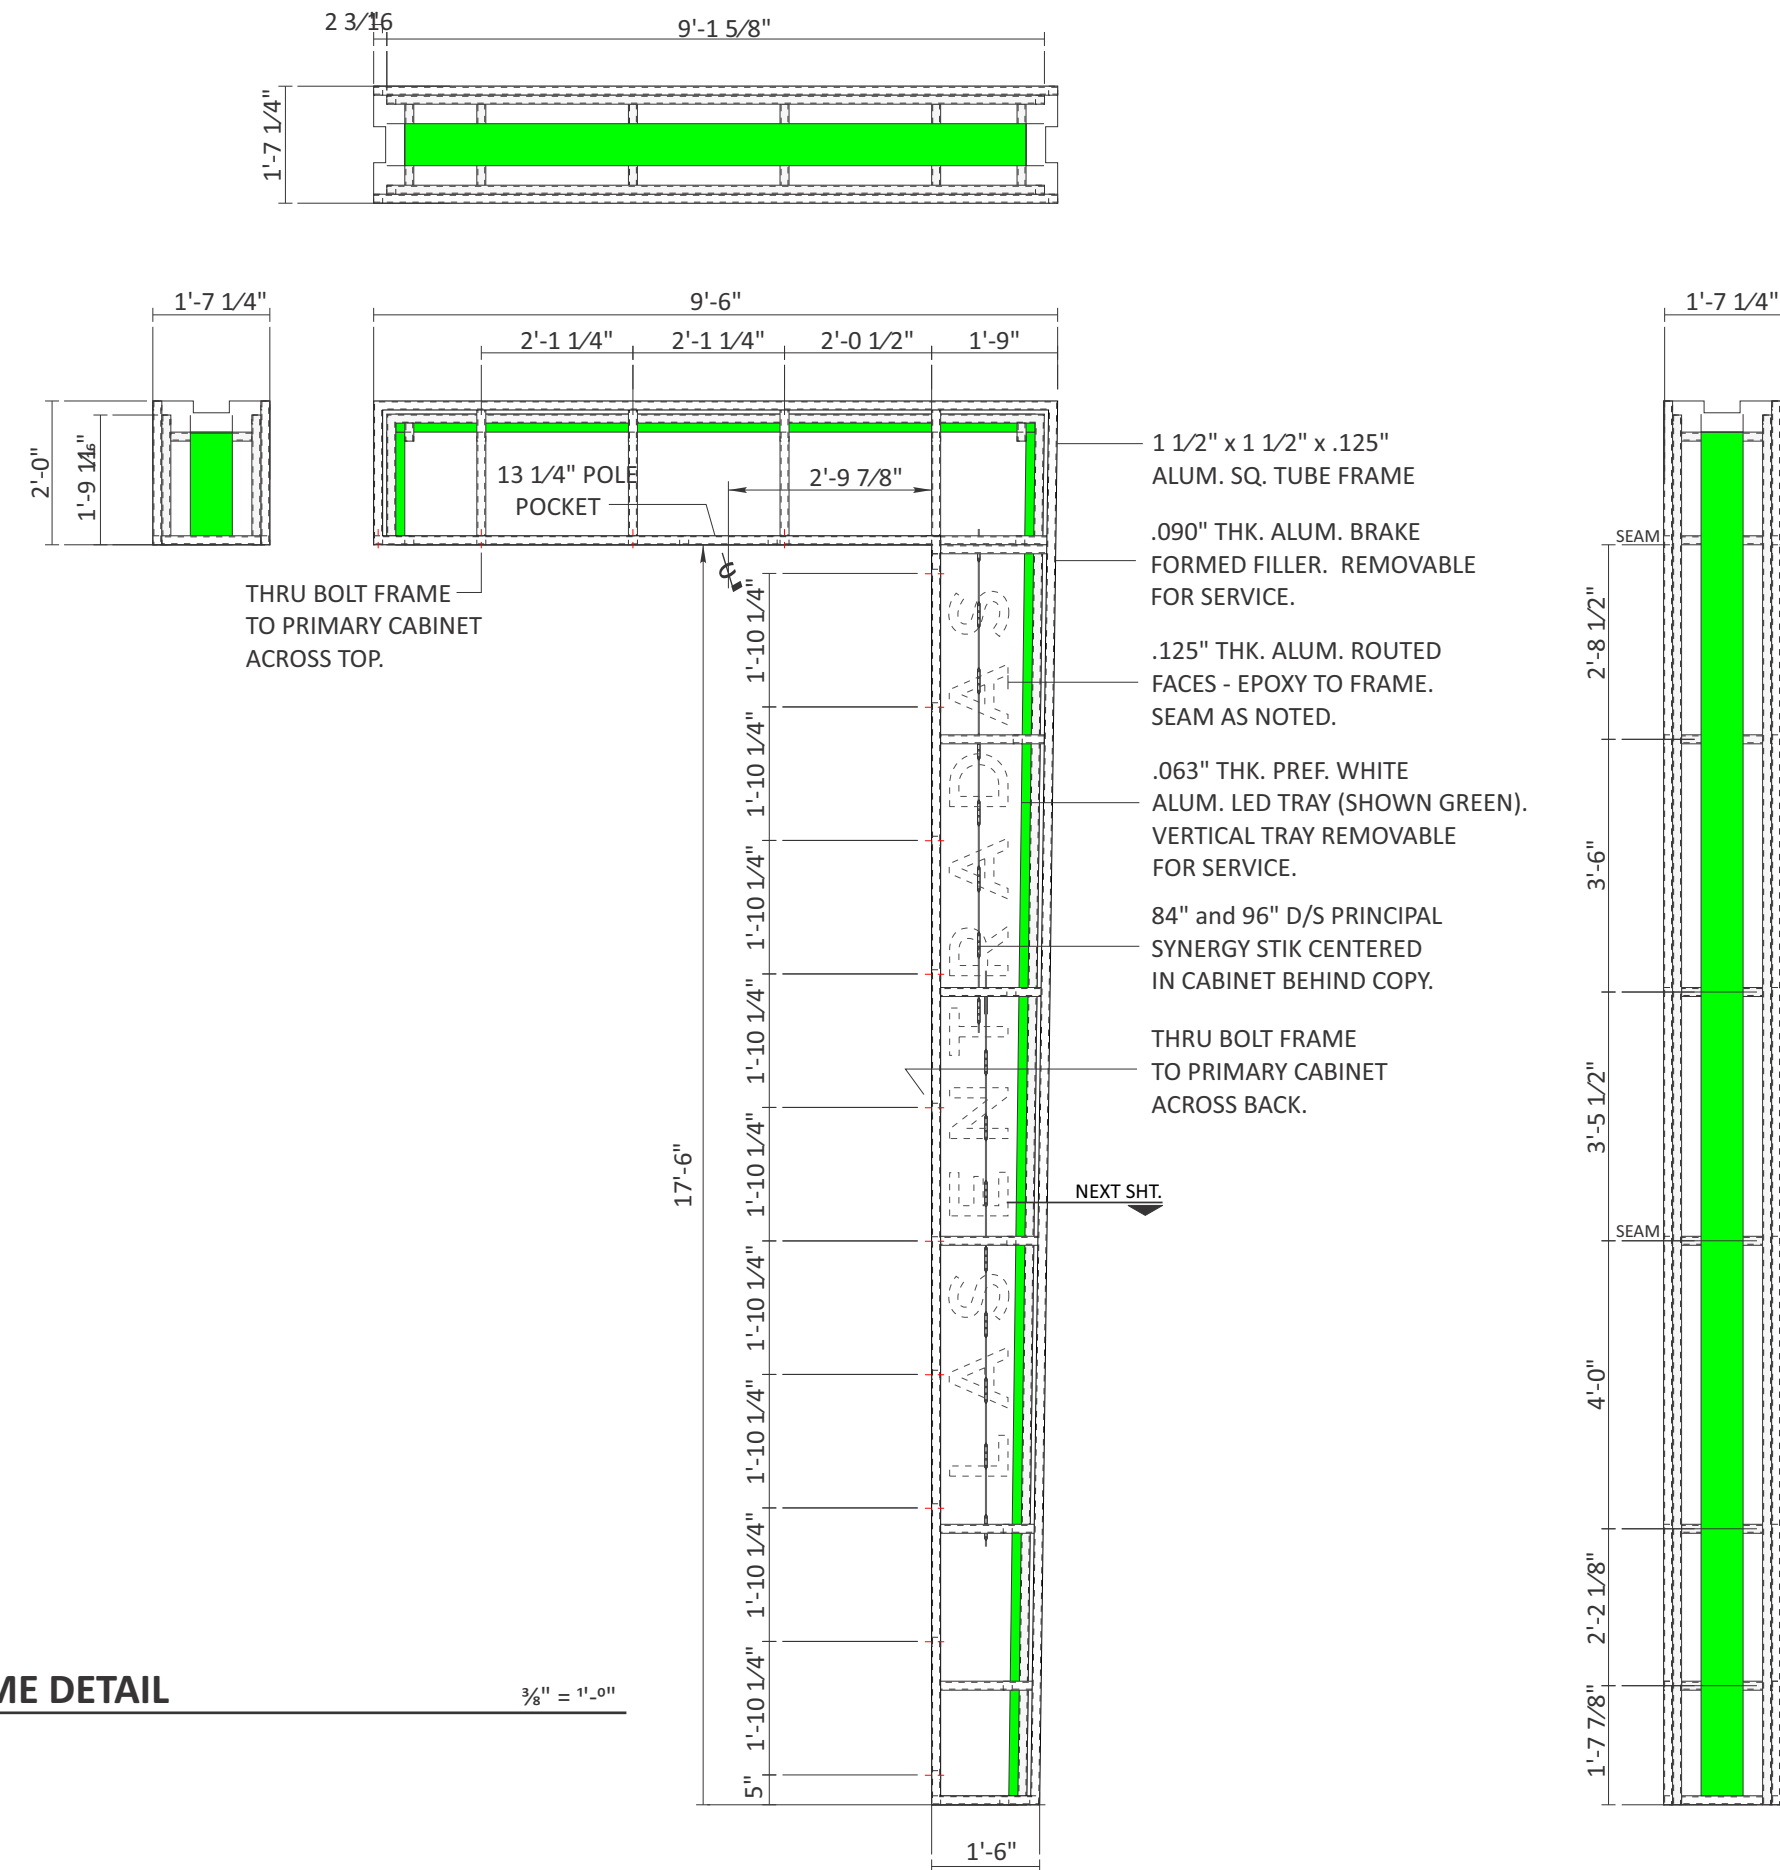 2 3/16
9'-1 5/8"
1'-7 1/4"
1'-7 1/4"
9'-6"
1'-7 1/4"
2'-1 1/4"
2'-1 1/4"
2'-0 1/2"
1'-9"
2'-0"
1'-9 1/16"
13 1/4" POLE
POCKET
2'-9 7/8"
1 1/2" x 1 1/2" x .125"
ALUM. SQ. TUBE FRAME
.090" THK. ALUM. BRAKE
FORMED FILLER. REMOVABLE
FOR SERVICE.
THRU BOLT FRAME
TO PRIMARY CABINET
ACROSS TOP.
.125" THK. ALUM. ROUTED
FACES - EPOXY TO FRAME.
SEAM AS NOTED.
.063" THK. PREF. WHITE
ALUM. LED TRAY (SHOWN GREEN).
VERTICAL TRAY REMOVABLE
FOR SERVICE.
84" and 96" D/S PRINCIPAL
SYNERGY STIK CENTERED
IN CABINET BEHIND COPY.
THRU BOLT FRAME
TO PRIMARY CABINET
ACROSS BACK.
NEXT SHT.
17'-6"
1'-10 1/4"
1'-10 1/4"
1'-10 1/4"
1'-10 1/4"
1'-10 1/4"
1'-10 1/4"
1'-10 1/4"
1'-10 1/4"
1'-10 1/4"
5"
LASENTRADAS
1'-6"
SEAM
2'-8 1/2"
3'-6"
3'-5 1/2"
SEAM
4'-0"
2'-2 1/8"
1'-7 7/8"
ME DETAIL
3/8" = 1'-0"